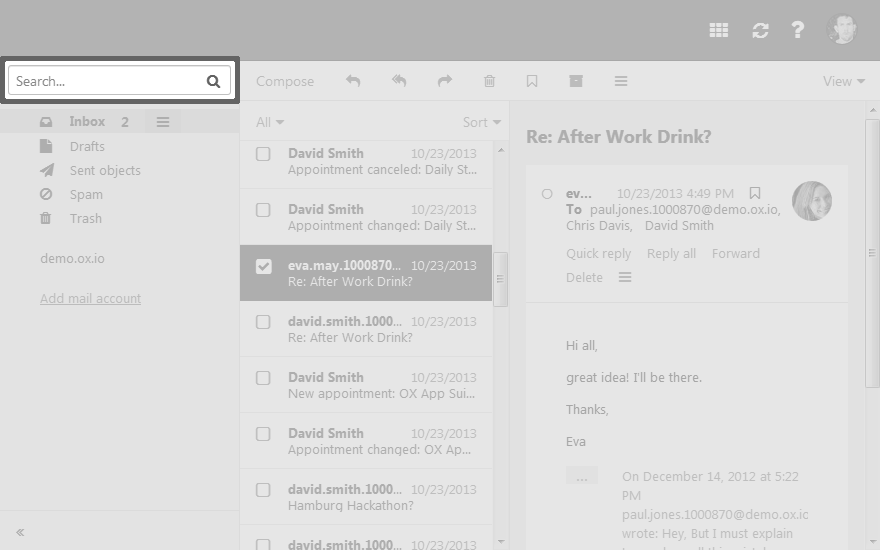 Search...
Compose
View
Inbox 2
Drafts
Sent objects
Spam
Trash
demo.ox.io
Add mail account
All
Sort
David Smith 10/23/2013
Appointment canceled: Daily St...
David Smith 10/23/2013
Appointment changed: Daily St...
eva.may.1000870... 10/23/2013
Re: After Work Drink?
david.smith.1000... 10/23/2013
Re: After Work Drink?
David Smith 10/23/2013
New appointment: OX App Sui...
David Smith 10/23/2013
Appointment changed: OX Ap...
david.smith.1000... 10/23/2013
Hamburg Hackathon?
david.smith.1000... 10/23/2013
Re: After Work Drink?
ev... 10/23/2013 4:49 PM
To paul.jones.1000870@demo.ox.io,
Chris Davis, David Smith
Quick reply Reply all Forward
Delete
Hi all,
great idea! I'll be there.
Thanks,
Eva
...
On December 14, 2012 at 5:22
PM
paul.jones.1000870@demo.ox.io
wrote: Hey, But I must explain